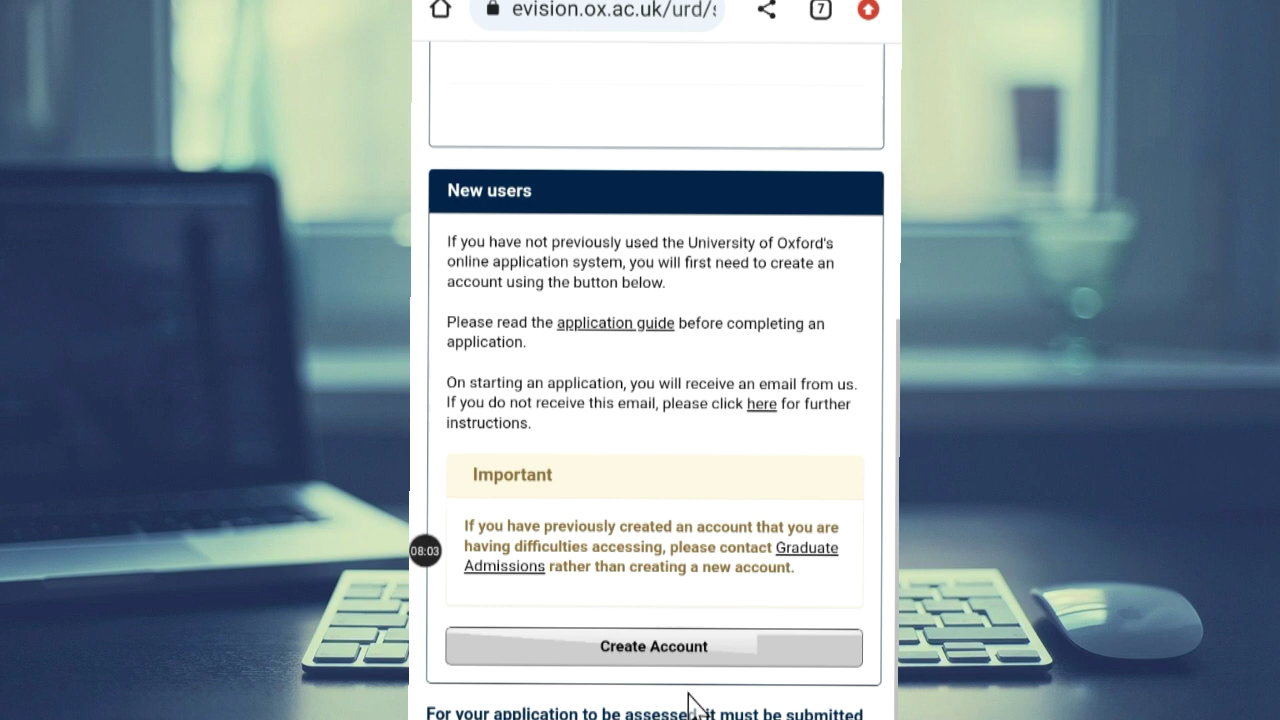 evision.ox.ac.uk/urd/
7
New users
If you have not previously used the University of Oxford's
online application system, you will first need to create an
account using the button below.
Please read the application guide before completing an
application.
On starting an application, you will receive an email from us.
If you do not receive this email, please click here for further
instructions.
Important
If you have previously created an account that you are
having difficulties accessing, please contact Graduate
Admissions rather than creating a new account.
08:03
Create Account
For your application to be assessed, it must be submitted